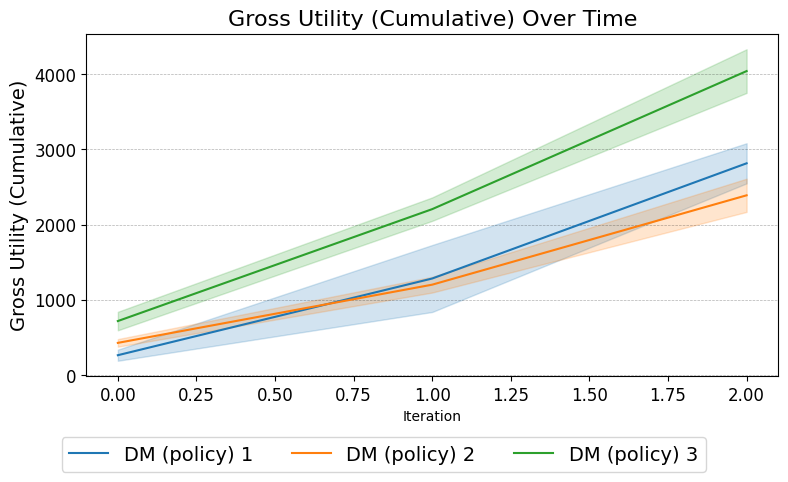 Gross Utility (Cumulative) Over Time
Gross Utility (Cumulative)
4000
3000
2000
1000
0
0.00 0.25 0.50 0.75 1.00 1.25 1.50 1.75 2.00
Iteration
DM (policy) 1 DM (policy) 2 DM (policy) 3